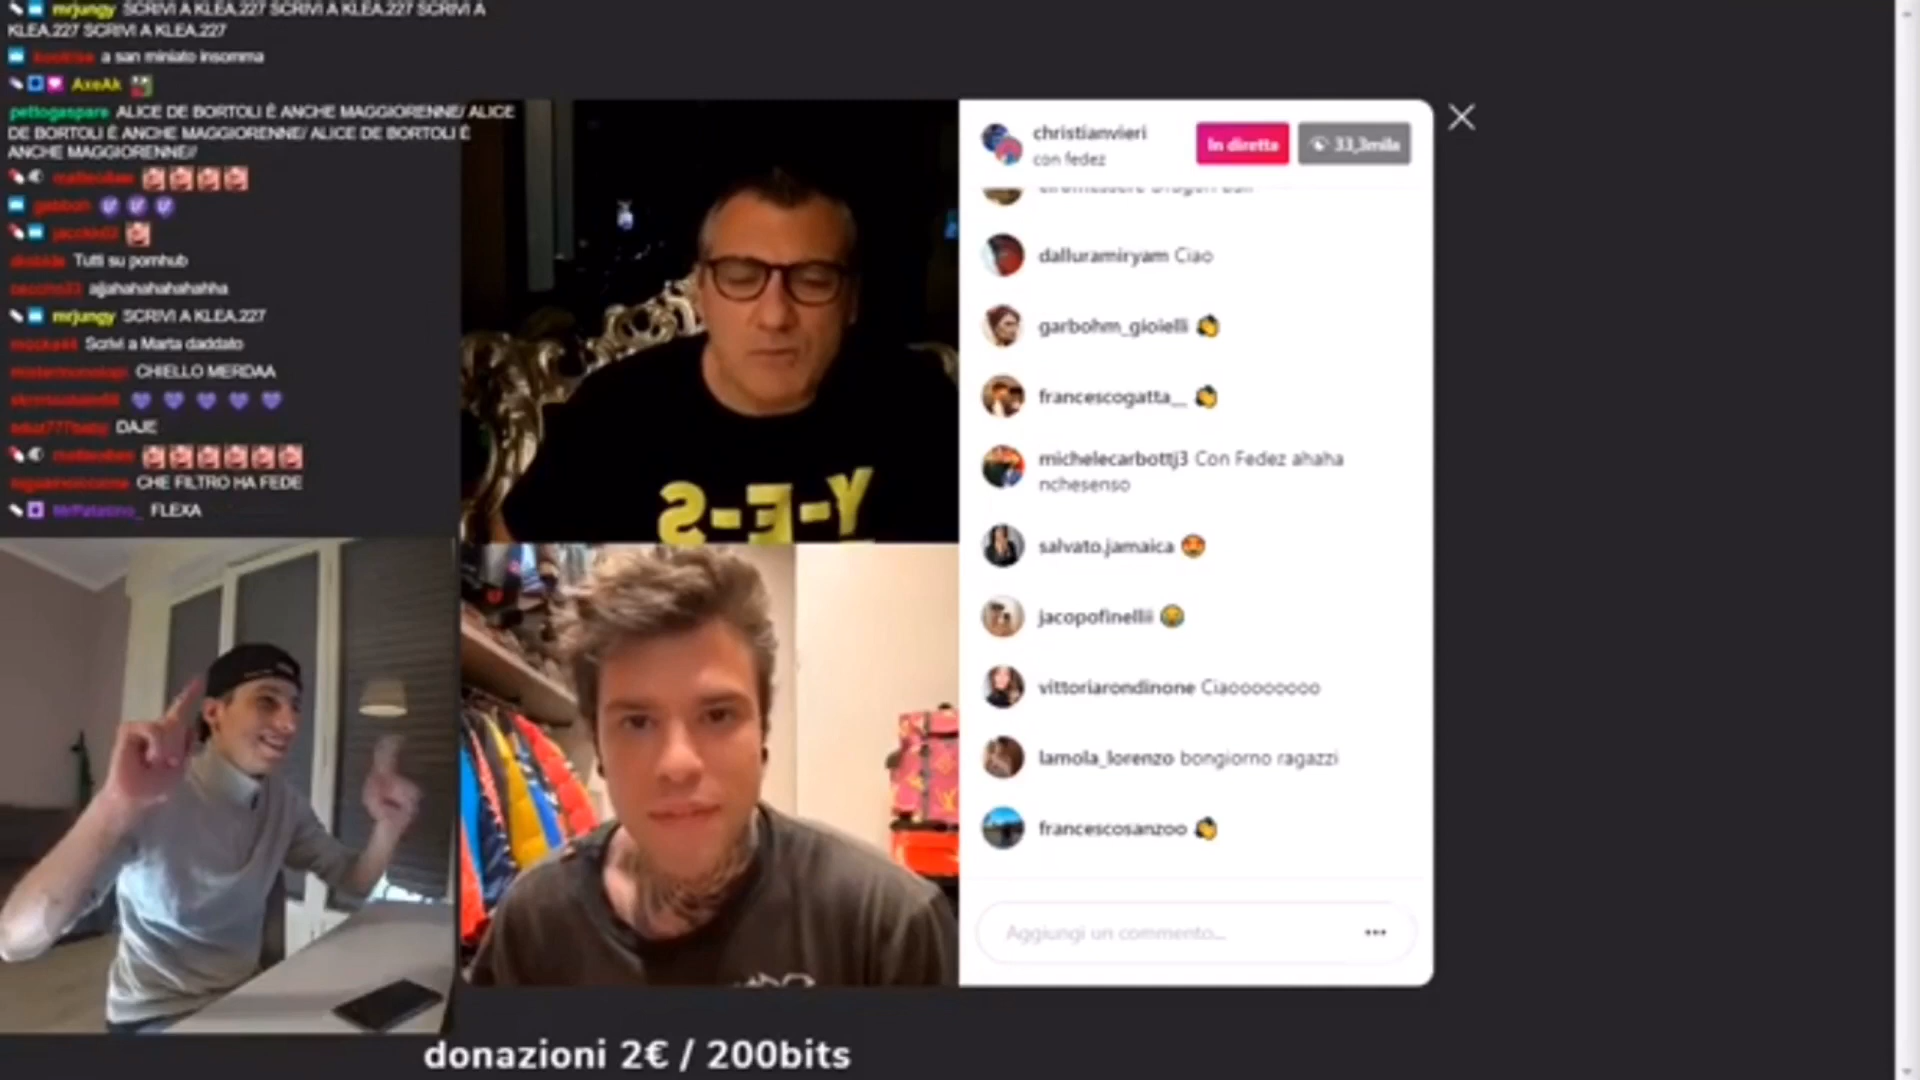 mrjungy SCRIVI A KLEA.227 SCRIVI A KLEA.227 SCRIVI A
KLEA.227 SCRIVI A KLEA.227
a san miniato insomma
AxeAk
pettogaspare ALICE DE BORTOLI È ANCHE MAGGIORENNE/ ALICE
DE BORTOLI È ANCHE MAGGIORENNE/ ALICE DE BORTOLI È
ANCHE MAGGIORENNE//
Tutti su pornhub
ajjahahahahahahha
mrjungy SCRIVI A KLEA.227
Scrivi a Marta daddato
CHIELLO MERDAA
DAJE
CHE FILTRO HA FEDE
MrPatatino_ FLEXA
Y-E-S
christianvieri
con fedez
In diretta
33,3mila
dalluramiryam Ciao
garbohm_gioielli
francescogatta__
michelecarbottj3 Con Fedez ahaha
nchesenso
salvato.jamaica
jacopofinellii
vittoriarondinone Ciaoooooooo
lamola_lorenzo bongiorno ragazzi
francescosanzoo
Aggiungi un commento...
donazioni 2€ / 200bits